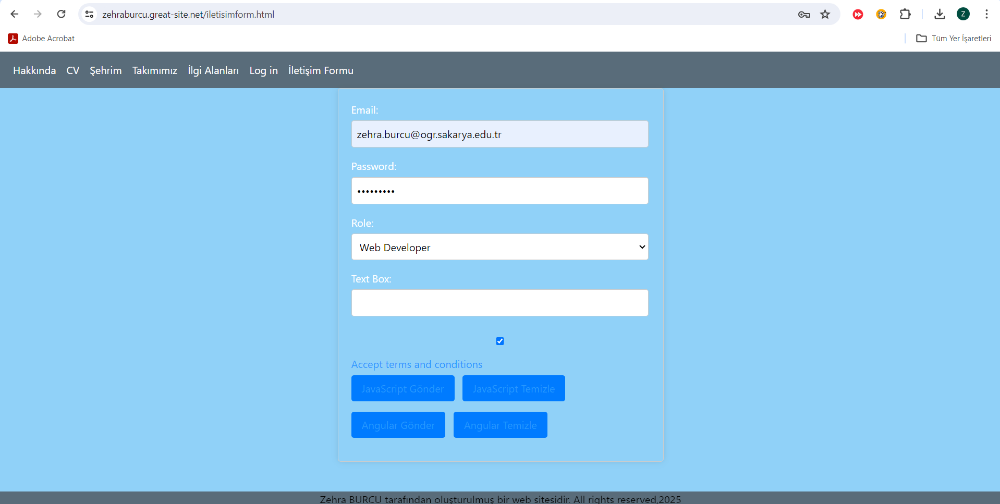 zehraburcu.great-site.net/iletisimform.html
Z
Adobe Acrobat
Tüm Yer İşaretleri
Hakkında CV Şehrim Takımımız İlgi Alanları Log in İletişim Formu
Email:
zehra.burcu@ogr.sakarya.edu.tr
Password:
•••••••••
Role:
Web Developer
Text Box:
Accept terms and conditions
JavaScript Gönder JavaScript Temizle
Angular Gönder Angular Temizle
Zehra BURCU tarafından oluşturulmuş bir web sitesidir. All rights reserved,2025